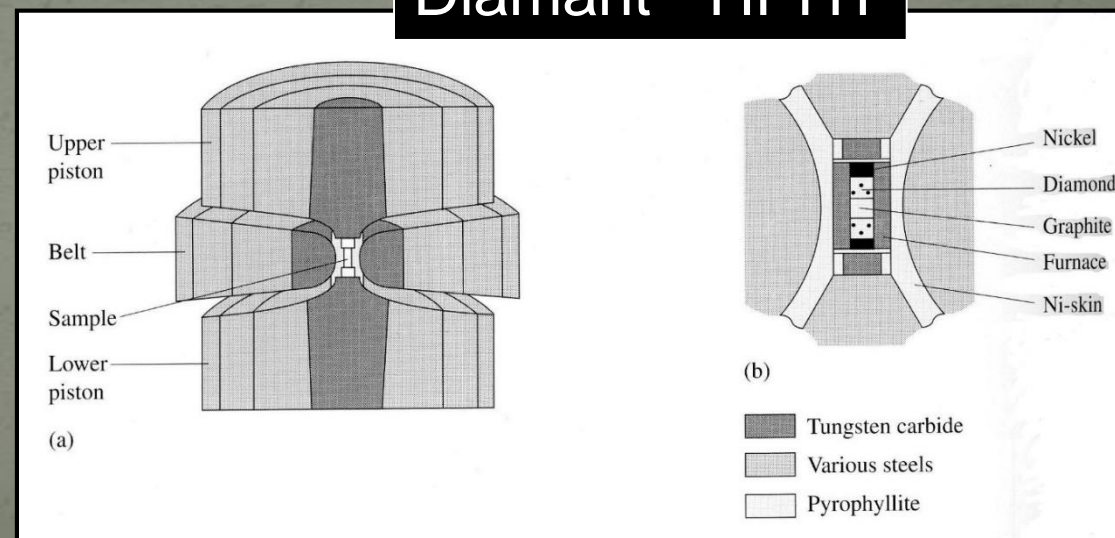 Diamant HPHT
Upper
piston
Belt
Sample
Lower
piston
(a)
Nickel
Diamond
Graphite
Furnace
Ni-skin
(b)
Tungsten carbide
Various steels
Pyrophyllite